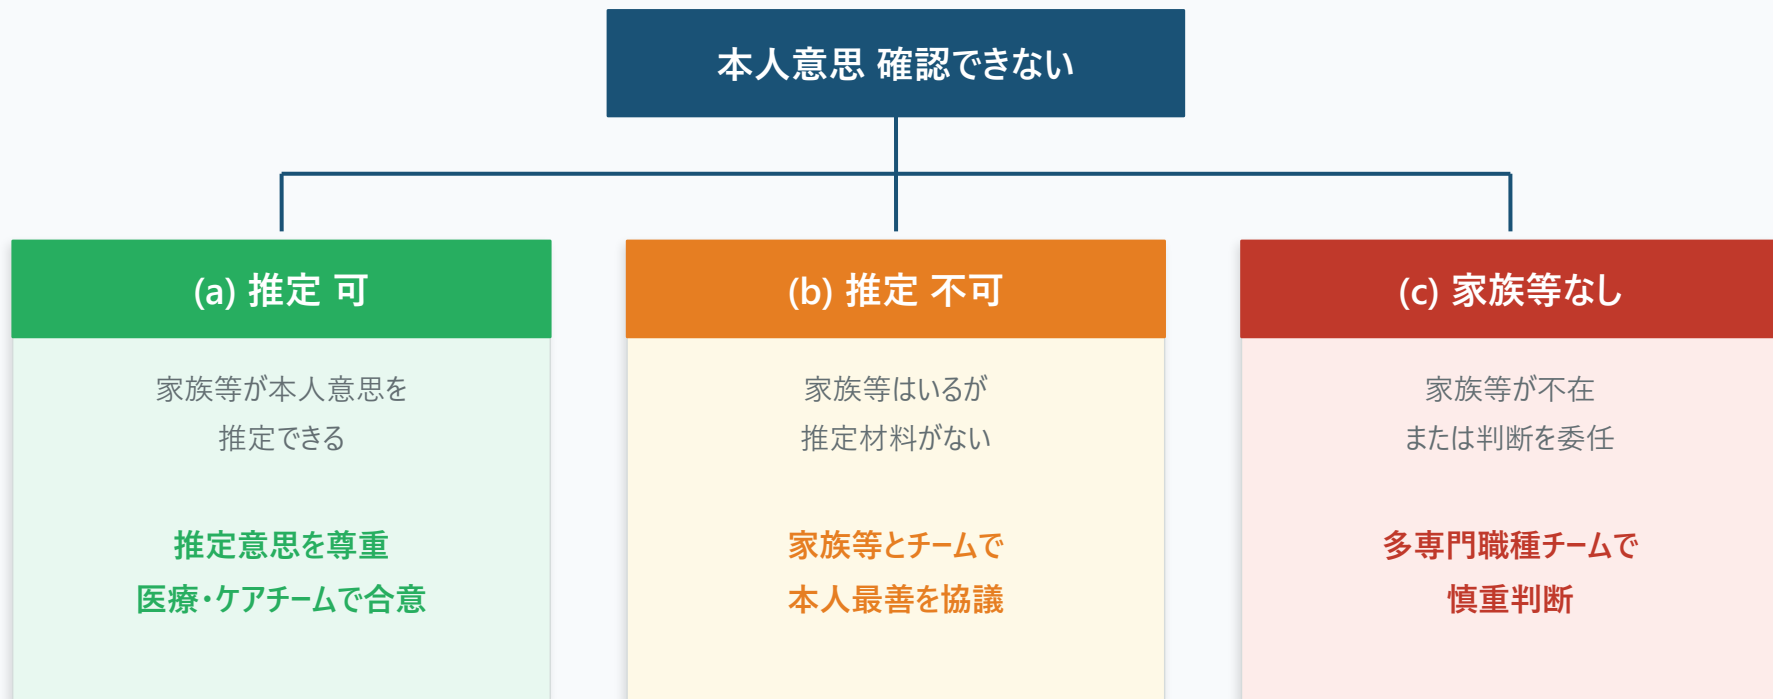 本人意思 確認できない
(a) 推定 可
家族等が本人意思を
推定できる
推定意思を尊重
医療・ケアチームで合意
(b) 推定 不可
家族等はいるが
推定材料がない
家族等とチームで
本人最善を協議
(c) 家族等なし
家族等が不在
または判断を委任
多専門職種チームで
慎重判断